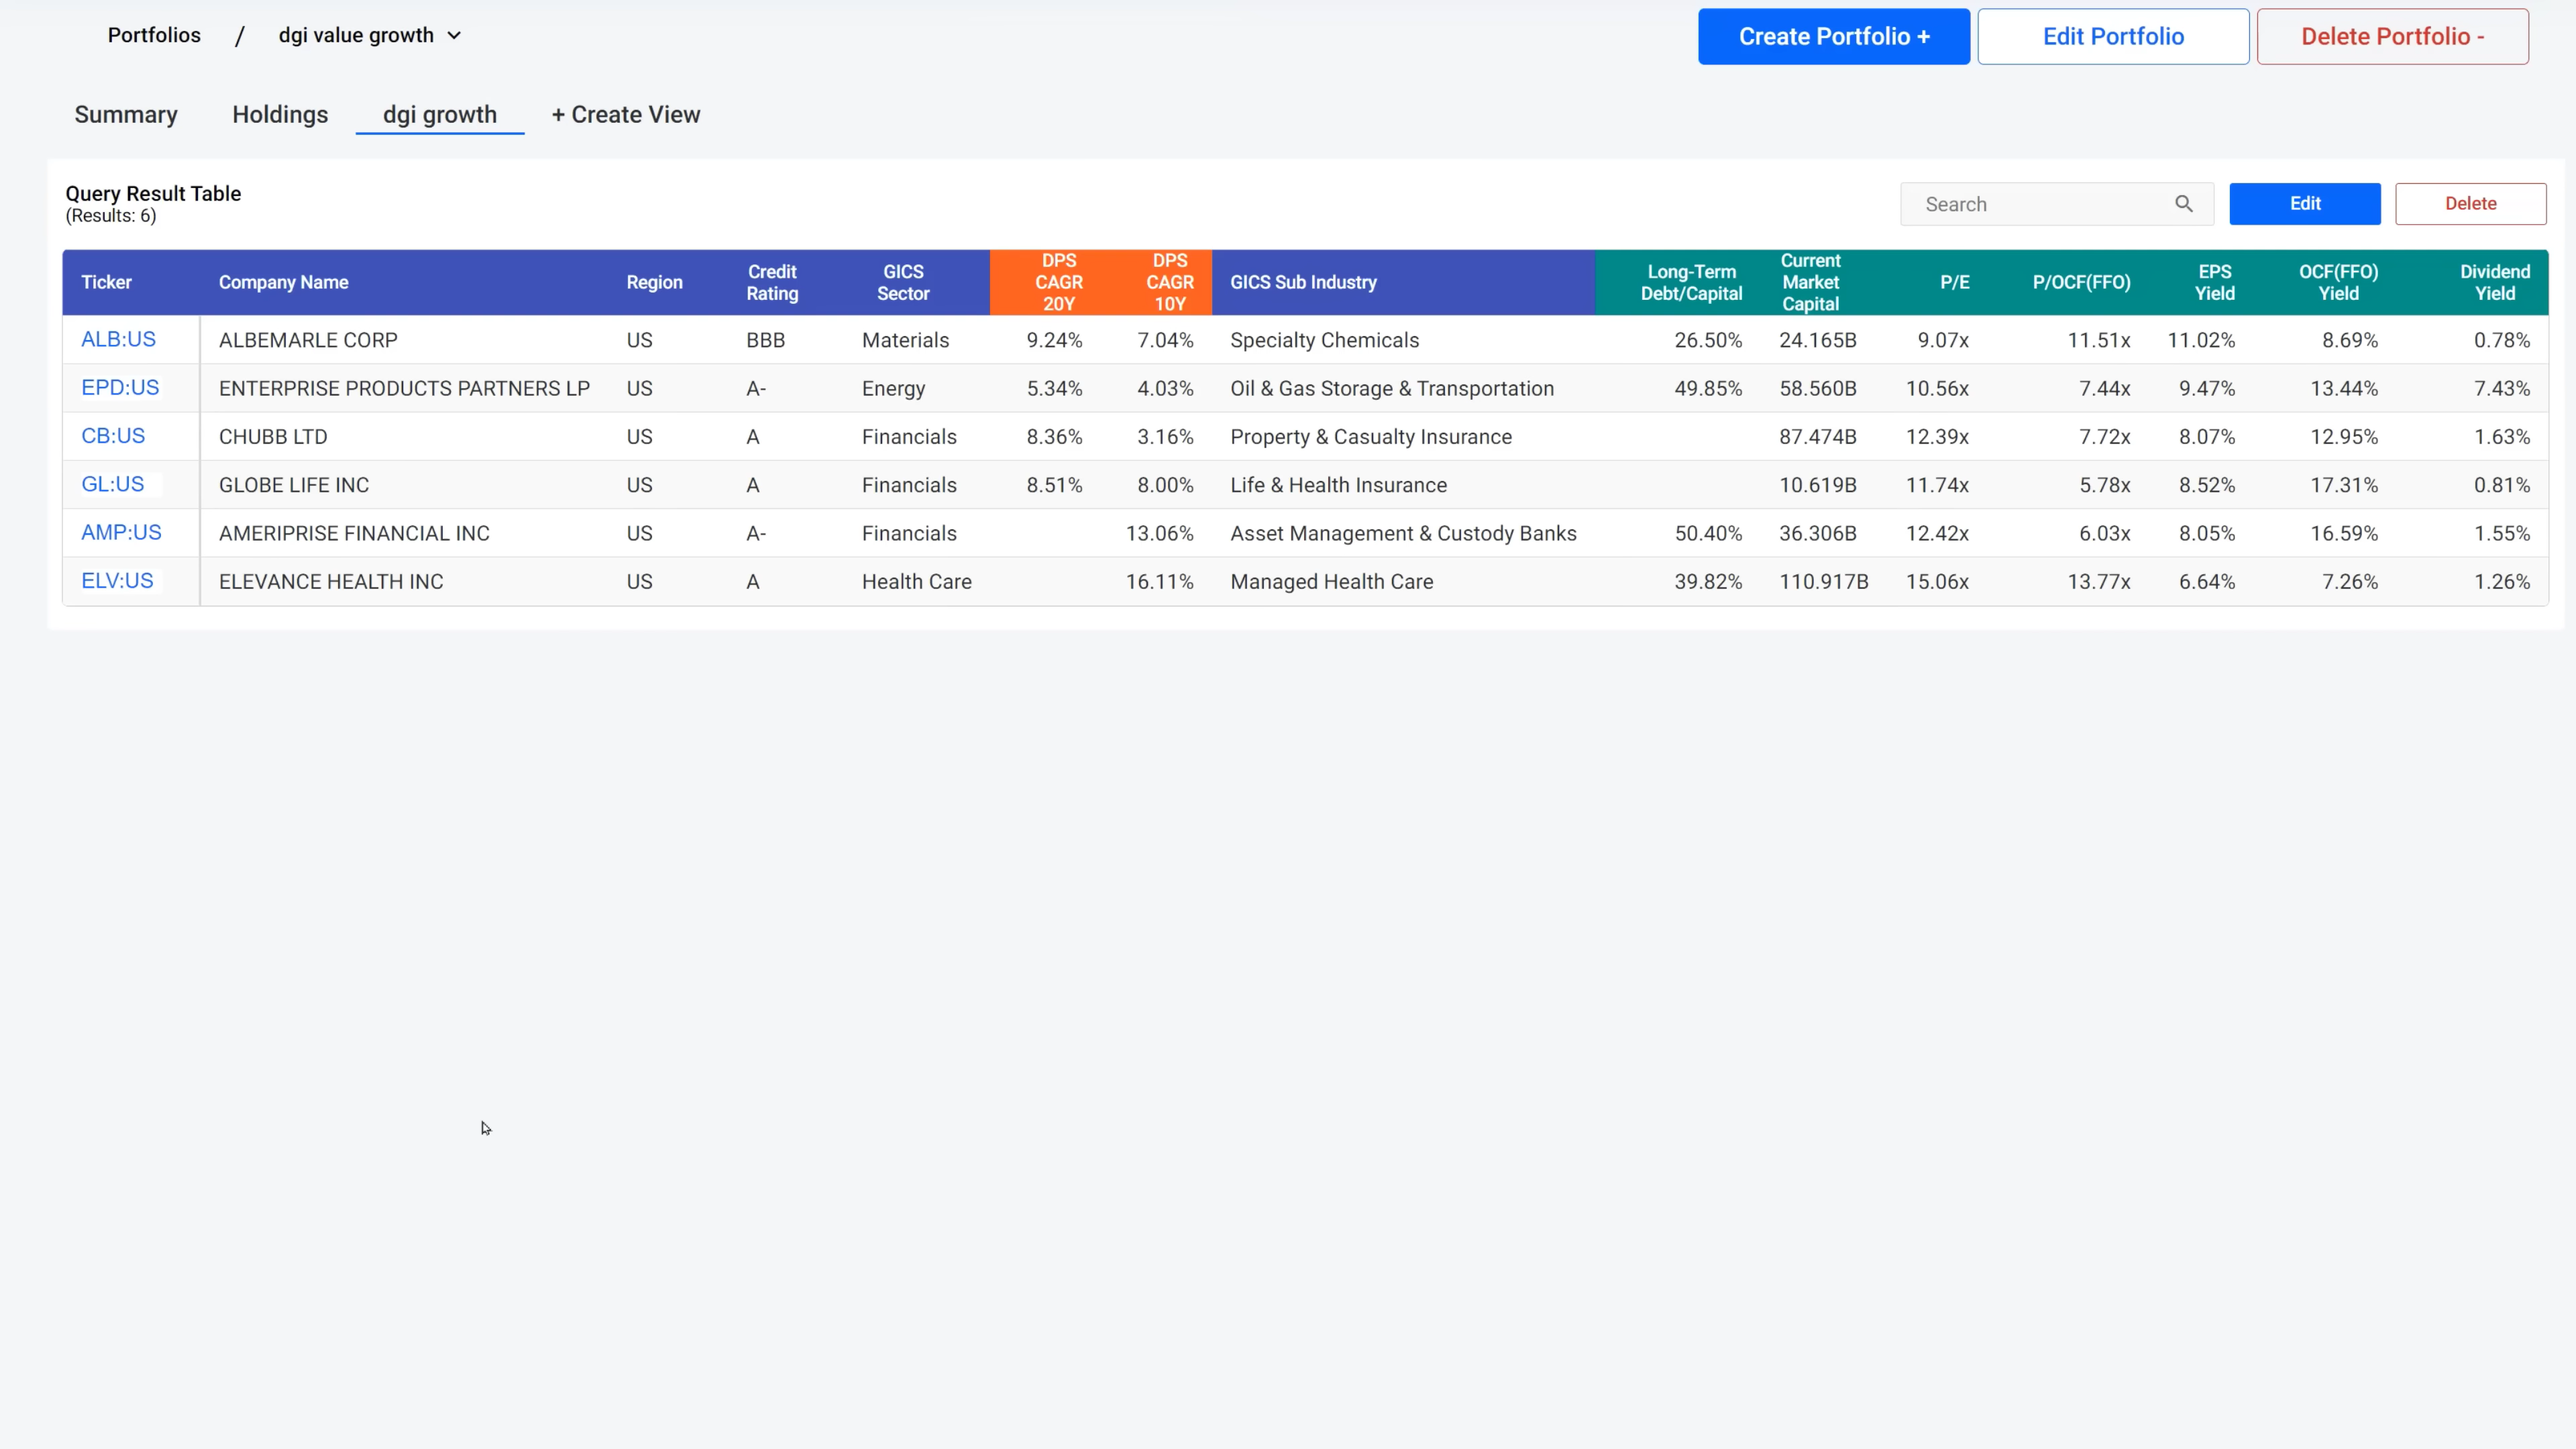 Portfolios / dgi value growth
Create Portfolio +
Edit Portfolio
Delete Portfolio -
Summary Holdings dgi growth + Create View
Query Result Table
(Results: 6)
Search
Edit
Delete
Ticker Company Name Region Credit Rating GICS Sector DPS CAGR 20Y DPS CAGR 10Y GICS Sub Industry Long-Term Debt/Capital Current Market Capital P/E P/OCF(FFO) EPS Yield OCF(FFO) Yield Dividend Yield
ALB:US ALBEMARLE CORP US BBB Materials 9.24% 7.04% Specialty Chemicals 26.50% 24.165B 9.07x 11.51x 11.02% 8.69% 0.78%
EPD:US ENTERPRISE PRODUCTS PARTNERS LP US A- Energy 5.34% 4.03% Oil & Gas Storage & Transportation 49.85% 58.560B 10.56x 7.44x 9.47% 13.44% 7.43%
CB:US CHUBB LTD US A Financials 8.36% 3.16% Property & Casualty Insurance 87.474B 12.39x 7.72x 8.07% 12.95% 1.63%
GL:US GLOBE LIFE INC US A Financials 8.51% 8.00% Life & Health Insurance 10.619B 11.74x 5.78x 8.52% 17.31% 0.81%
AMP:US AMERIPRISE FINANCIAL INC US A- Financials 13.06% Asset Management & Custody Banks 50.40% 36.306B 12.42x 6.03x 8.05% 16.59% 1.55%
ELV:US ELEVANCE HEALTH INC US A Health Care 16.11% Managed Health Care 39.82% 110.917B 15.06x 13.77x 6.64% 7.26% 1.26%